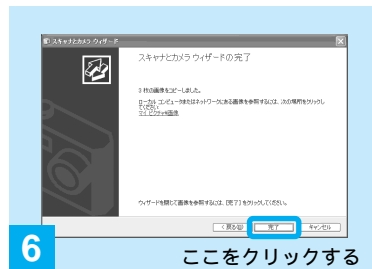 スキャナとカメラ ウィザード
スキャナとカメラ ウィザードの完了
3 枚の画像をコピーしました。
ローカル コンピュータまたはネットワークにある画像を参照するには、次の場所をクリックし
てください:
マイ ピクチャ¥画像
ウィザードを閉じて画像を参照するには、[完了] をクリックしてください。
< 戻る(B)
完了
キャンセル
6
ここをクリックする